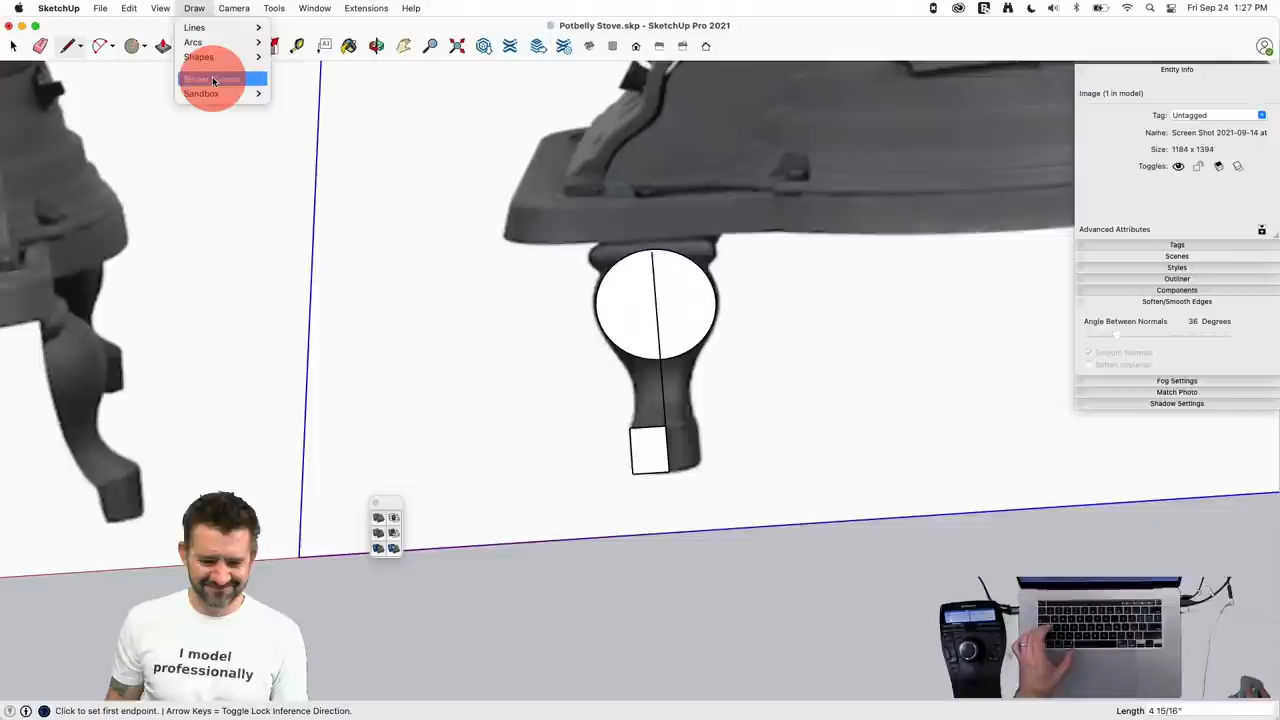 SketchUp File Edit View Draw Camera Tools Window Extensions Help
Fri Sep 24 1:27 PM
Potbelly Stove.skp - SketchUp Pro 2021
Lines
Arcs
Shapes
Sandbox
Entity Info
Image (1 in model)
Tag: Untagged
Name: Screen Shot 2021-09-14 at
Size: 1184 x 1394
Toggles:
Advanced Attributes
Tags
Scenes
Styles
Outliner
Components
Soften/Smooth Edges
Angle Between Normals 36 Degrees
Smooth Normals
Soften coplanar
Fog Settings
Match Photo
Shadow Settings
I model
professionally
Click to set first endpoint. | Arrow Keys = Toggle Lock Inference Direction.
Length 4 15/16"